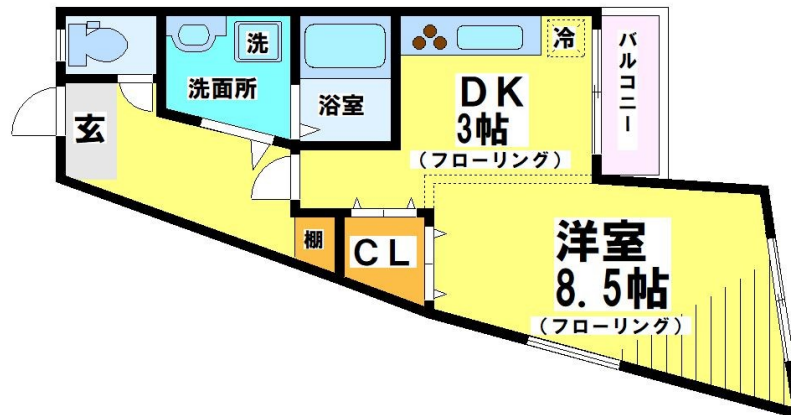 洗
冷
バルコニー
洗面所
浴室
DK
3帖
(フローリング)
玄
棚
CL
洋室
8.5帖
(フローリング)